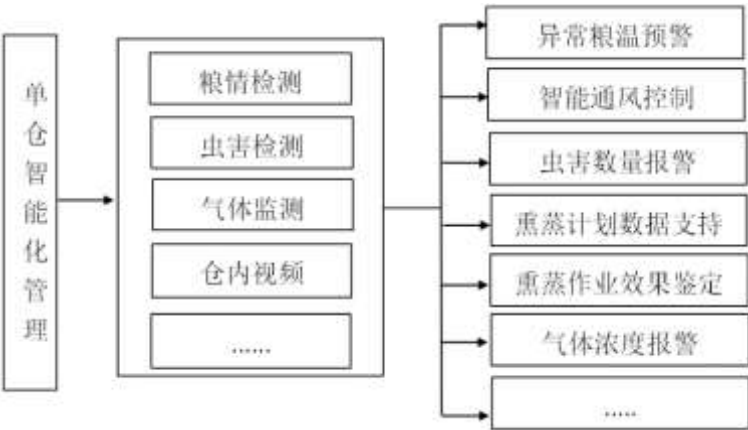 单仓智能化管理
粮情检测
虫害检测
气体监测
仓内视频
......
异常粮温预警
智能通风控制
虫害数量报警
熏蒸计划数据支持
熏蒸作业效果鉴定
气体浓度报警
.....